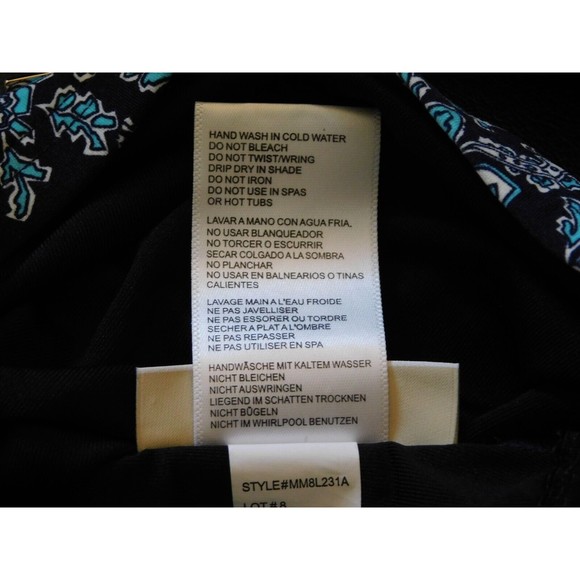 HAND WASH IN COLD WATER
DO NOT BLEACH
DO NOT TWIST/WRING
DRIP DRY IN SHADE
DO NOT IRON
DO NOT USE IN SPAS
OR HOT TUBS
LAVAR A MANO CON AGUA FRIA,
NO USAR BLANQUEADOR
NO TORCER O ESCURRIR
SECAR COLGADO A LA SOMBRA
NO PLANCHAR
NO USAR EN BALNEARIOS O TINAS
CALIENTES
LAVAGE MAIN A L'EAU FROIDE
NE PAS JAVELLISER
NE PAS ESSORER OU TORDRE
SECHER A PLAT A L'OMBRE
NE PAS REPASSER
NE PAS UTILISER EN SPA
HANDWÄSCHE MIT KALTEM WASSER
NICHT BLEICHEN
NICHT AUSWRINGEN
LIEGEND IM SCHATTEN TROCKNEN
NICHT BÜGELN
NICHT IM WHIRLPOOL BENUTZEN
STYLE#MM8L231A
LOT # 8